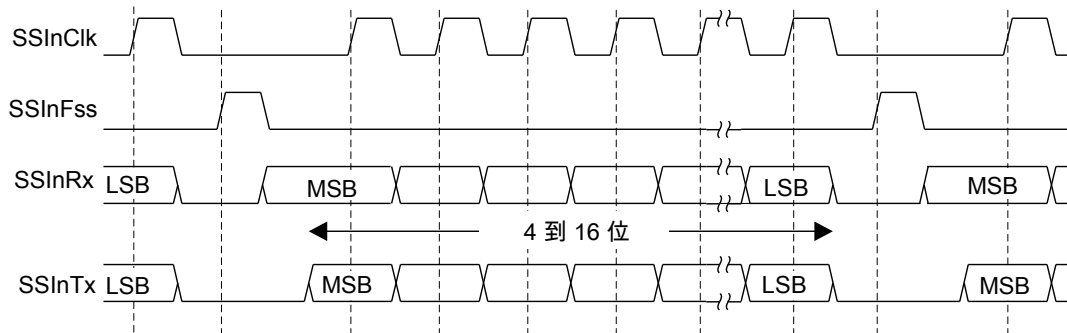 SSInClk
SSInFss
SSInRx LSB MSB LSB MSB
4 到 16 位
SSInTx LSB MSB LSB MSB